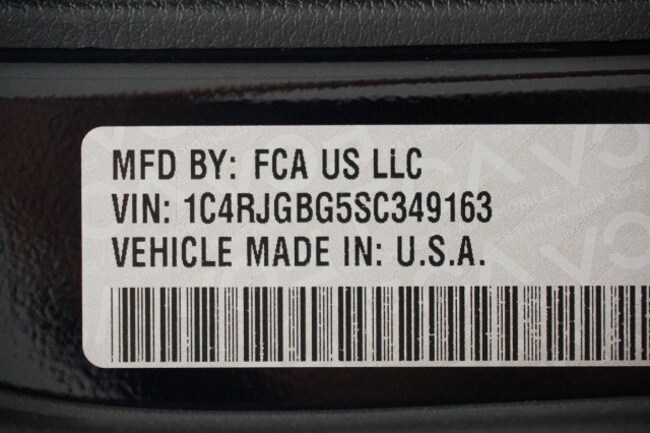 MFD BY: FCA US LLC
VIN: 1C4RJGBG5SC349163
VEHICLE MADE IN: U.S.A.